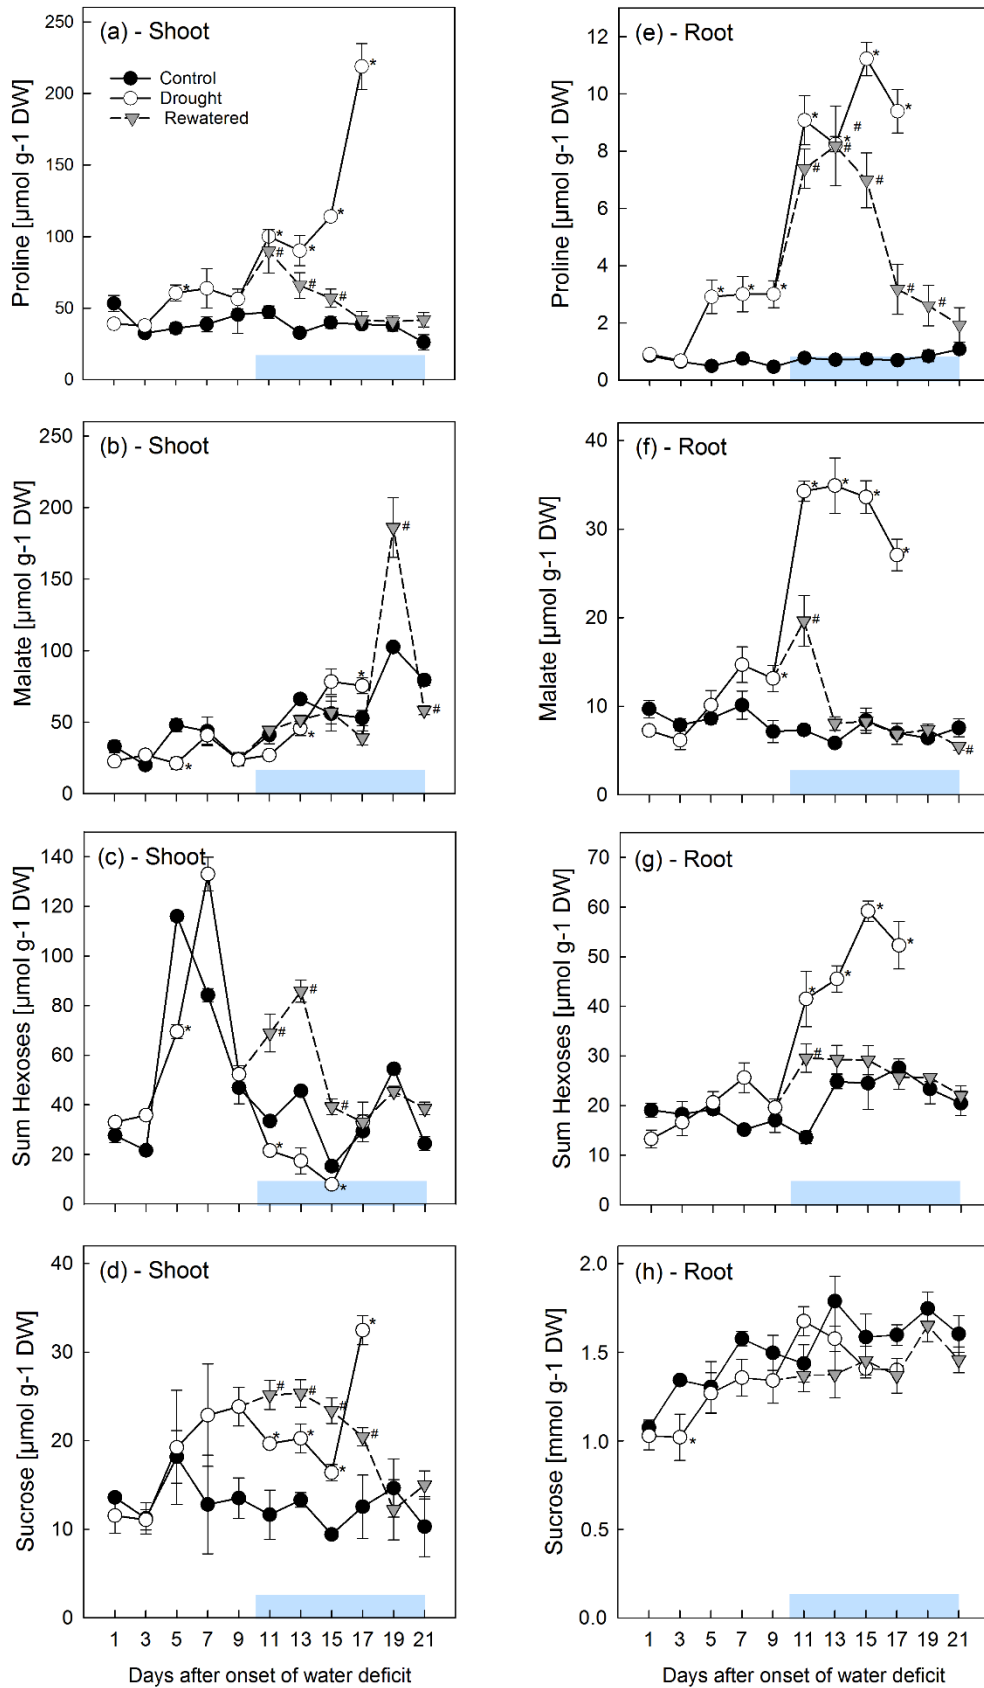 (a) - Shoot
Control
Drought
Rewatered
Proline [µmol g-1 DW]
250
200
150
100
50
0
* * * * *
# # #
(e) - Root
Proline [µmol g-1 DW]
12
10
8
6
4
2
0
* * * * * * *
# # # # # #
(b) - Shoot
Malate [µmol g-1 DW]
250
200
150
100
50
0
* * *
# #
(f) - Root
Malate [µmol g-1 DW]
40
30
20
10
0
* * * * *
# #
(c) - Shoot
Sum Hexoses [µmol g-1 DW]
140
120
100
80
60
40
20
0
* * *
# # #
(g) - Root
Sum Hexoses [µmol g-1 DW]
70
60
50
40
30
20
10
0
* * * *
#
(d) - Shoot
Sucrose [µmol g-1 DW]
40
30
20
10
0
* * * *
# # # #
1 3 5 7 9 11 13 15 17 19 21
Days after onset of water deficit
(h) - Root
Sucrose [mmol g-1 DW]
2.0
1.5
1.0
0.5
0.0
*
1 3 5 7 9 11 13 15 17 19 21
Days after onset of water deficit